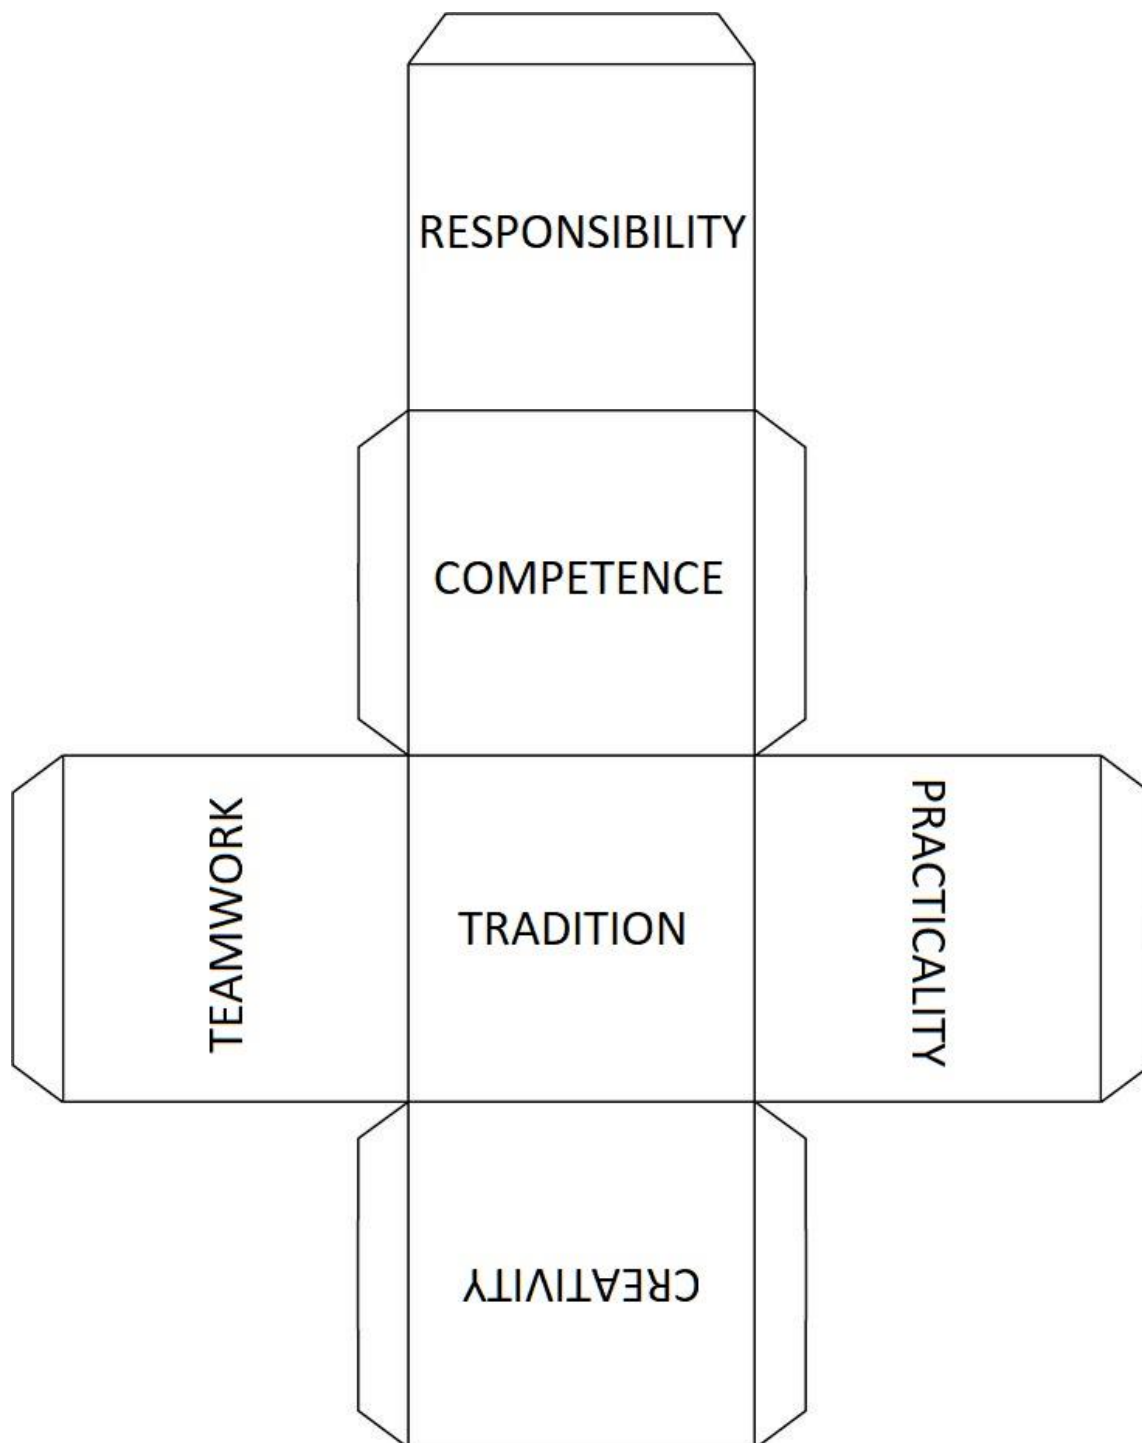 RESPONSIBILITY
COMPETENCE
TEAMWORK
TRADITION
PRACTICALITY
CREATIVITY